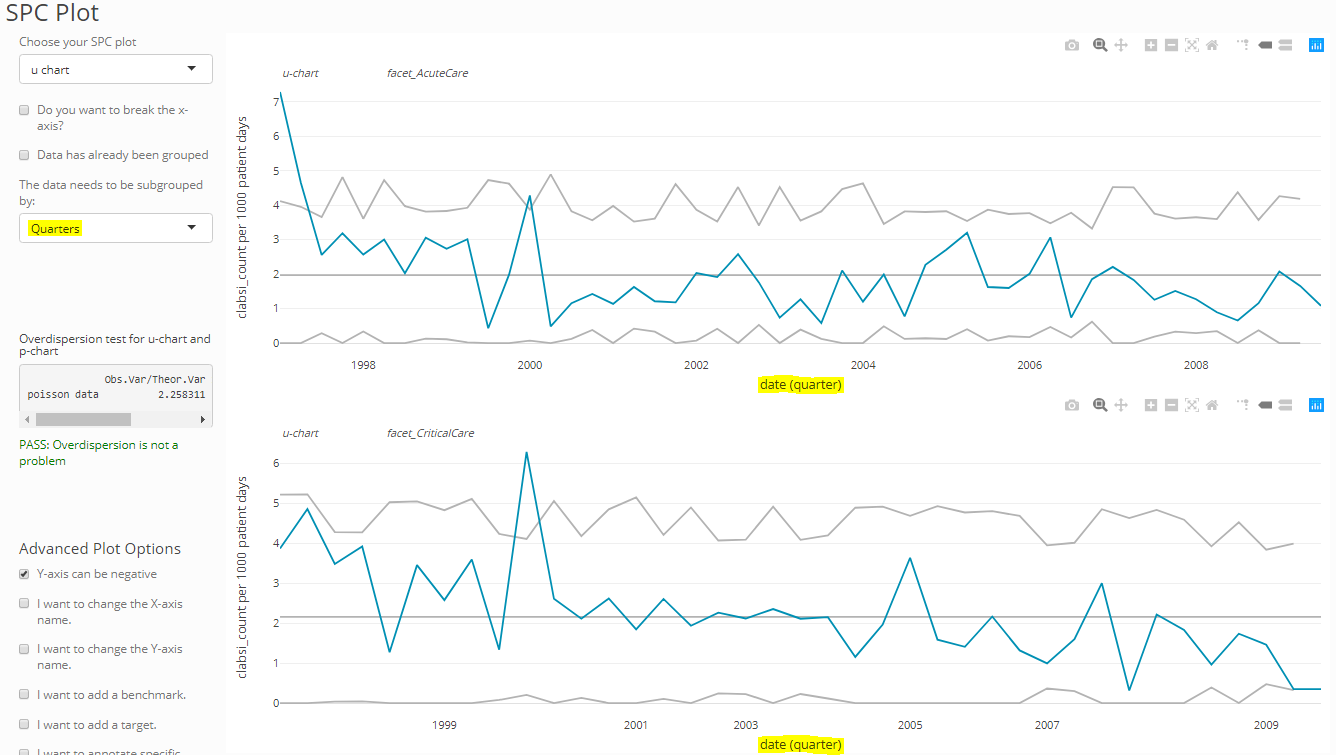 SPC Plot
Choose your SPC plot
u chart
Do you want to break the x-
axis?
Data has already been grouped
The data needs to be subgrouped
by:
Quarters
Overdispersion test for u-chart and
p-chart
Obs.Var/Theor.Var
poisson data 2.258311
PASS: Overdispersion is not a
problem
Advanced Plot Options
Y-axis can be negative
I want to change the X-axis
name.
I want to change the Y-axis
name.
I want to add a benchmark.
I want to add a target.
I want to annotate specific
u-chart facet_AcuteCare
clabsi_count per 1000 patient days
7
6
5
4
3
2
1
0
1998 2000 2002 2004 2006 2008
date (quarter)
u-chart facet_CriticalCare
clabsi_count per 1000 patient days
6
5
4
3
2
1
0
1999 2001 2003 2005 2007 2009
date (quarter)